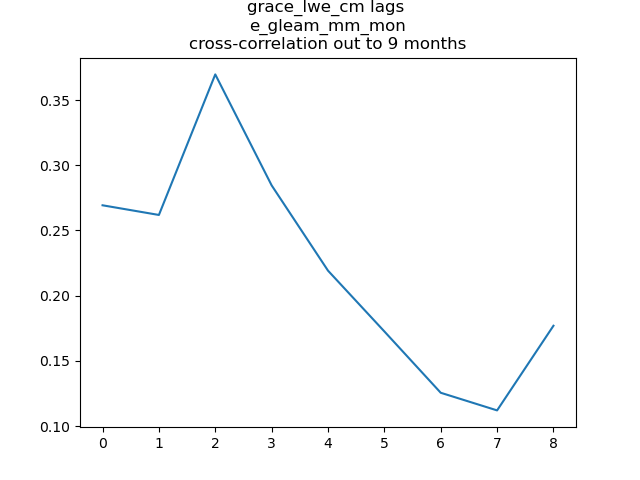 grace_lwe_cm lags
e_gleam_mm_mon
cross-correlation out to 9 months
0.35
0.30
0.25
0.20
0.15
0.10
0 1 2 3 4 5 6 7 8